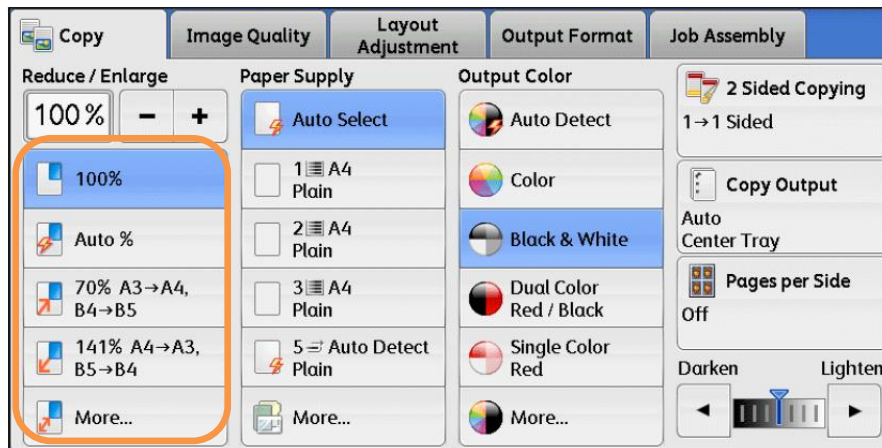 Copy
Image Quality
Layout
Adjustment
Output Format
Job Assembly
Reduce / Enlarge
100%
−
+
100%
Auto %
70% A3→A4,
B4→B5
141% A4→A3,
B5→B4
More...
Paper Supply
Auto Select
1 A4
Plain
2 A4
Plain
3 A4
Plain
5 Auto Detect
Plain
More...
Output Color
Auto Detect
Color
Black & White
Dual Color
Red / Black
Single Color
Red
More...
2 Sided Copying
1→1 Sided
Copy Output
Auto
Center Tray
Pages per Side
Off
Darken Lighten